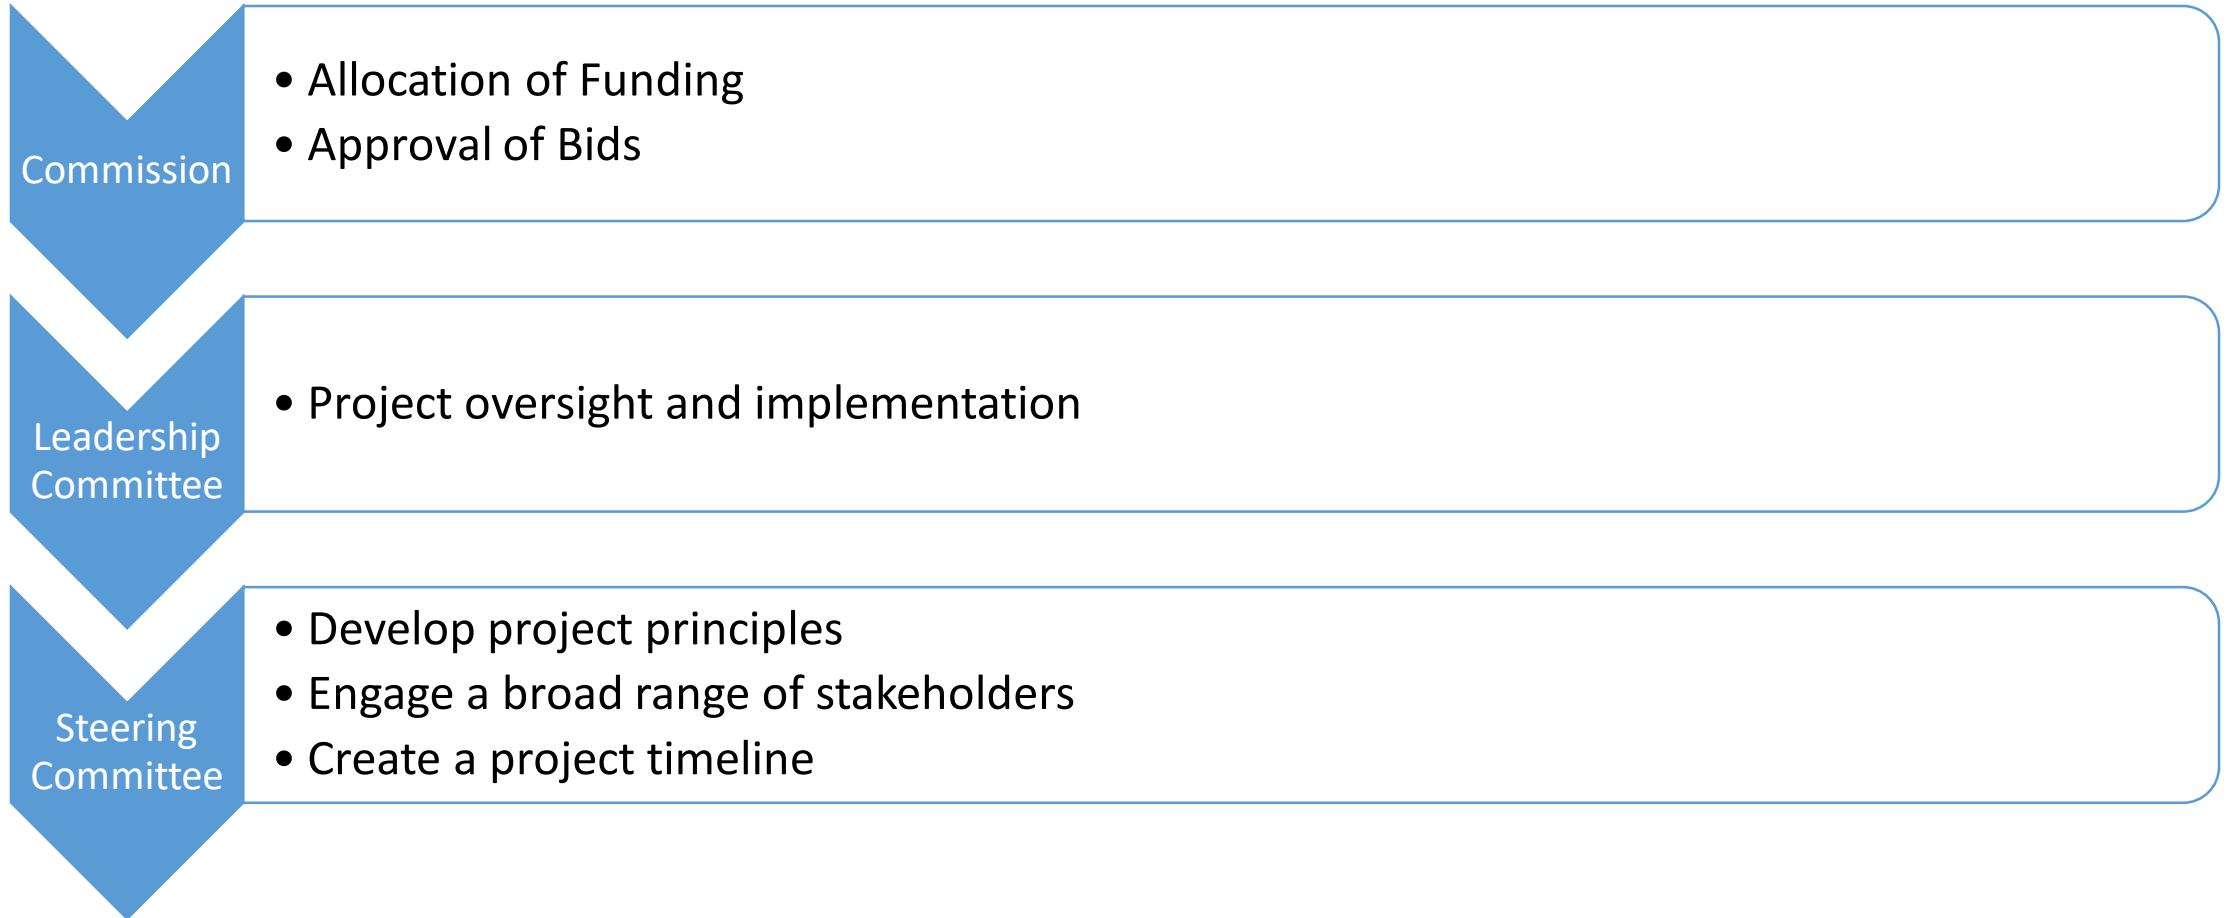 Commission
• Allocation of Funding
• Approval of Bids
Leadership
Committee
• Project oversight and implementation
Steering
Committee
• Develop project principles
• Engage a broad range of stakeholders
• Create a project timeline